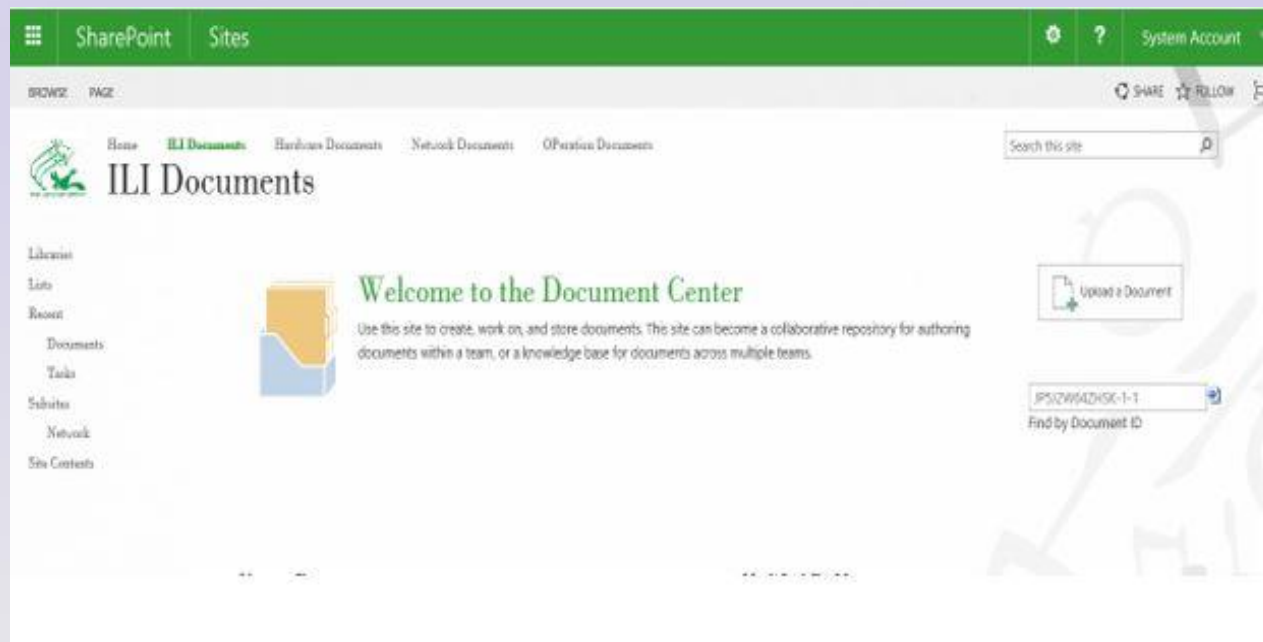 SharePoint Sites ? System Account
BROWSE PAGE SHARE FOLLOW
Home ILI Documents Hardware Documents Network Documents OPeration Documents
Search this site
ILI Documents
Libraries
Lists
Recent
Documents
Tasks
Subsites
Network
Site Contents
Welcome to the Document Center
Use this site to create, work on, and store documents. This site can become a collaborative repository for authoring
documents within a team, or a knowledge base for documents across multiple teams.
Upload a Document
Find by Document ID